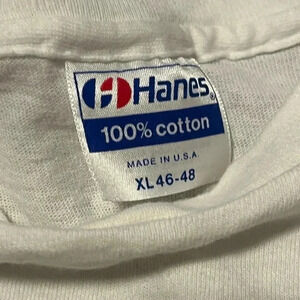 Hanes®
100% cotton
MADE IN U.S.A.
XL 46-48